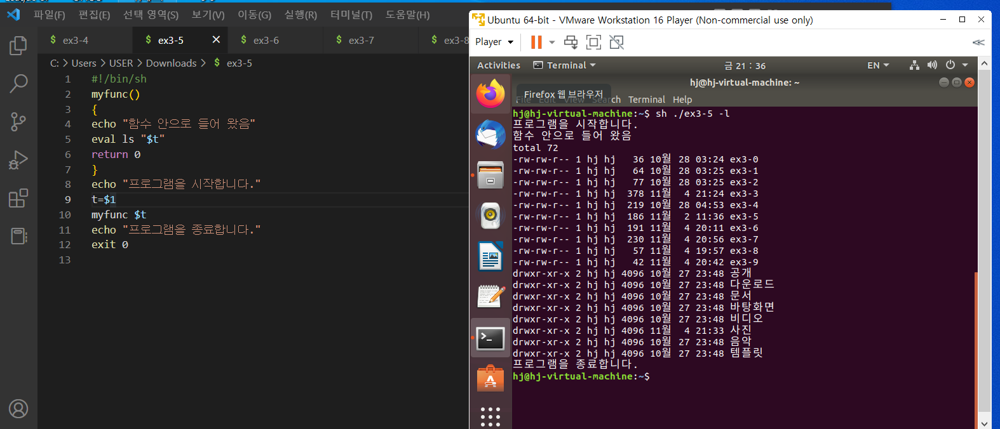 파일(F) 편집(E) 선택 영역(S) 보기(V) 이동(G) 실행(R) 터미널(T) 도움말(H)
$ ex3-4 $ ex3-5 × $ ex3-6 $ ex3-7 $ ex3-8
C: > Users > USER > Downloads > $ ex3-5
1 #!/bin/sh
2 myfunc()
3 {
4 echo "함수 안으로 들어 왔음"
5 eval ls "$t"
6 return 0
7 }
8 echo "프로그램을 시작합니다."
9 t=$1
10 myfunc $t
11 echo "프로그램을 종료합니다."
12 exit 0
13
Ubuntu 64-bit - VMware Workstation 16 Player (Non-commercial use only)
Player
Activities Terminal 금 21 : 36 EN
hj@hj-virtual-machine: ~
Firefox 웹 브라우저
File Edit View Search Terminal Help
hj@hj-virtual-machine:~$ sh ./ex3-5 -l
프로그램을 시작합니다.
함수 안으로 들어 왔음
total 72
-rw-rw-r-- 1 hj hj 36 10월 28 03:24 ex3-0
-rw-rw-r-- 1 hj hj 64 10월 28 03:25 ex3-1
-rw-rw-r-- 1 hj hj 77 10월 28 03:25 ex3-2
-rw-rw-r-- 1 hj hj 378 11월 4 21:24 ex3-3
-rw-rw-r-- 1 hj hj 219 10월 28 04:53 ex3-4
-rw-rw-r-- 1 hj hj 186 11월 2 11:36 ex3-5
-rw-rw-r-- 1 hj hj 191 11월 4 20:11 ex3-6
-rw-rw-r-- 1 hj hj 230 11월 4 20:56 ex3-7
-rw-rw-r-- 1 hj hj 57 11월 4 19:57 ex3-8
-rw-rw-r-- 1 hj hj 42 11월 4 20:42 ex3-9
drwxr-xr-x 2 hj hj 4096 10월 27 23:48 공개
drwxr-xr-x 2 hj hj 4096 10월 27 23:48 다운로드
drwxr-xr-x 2 hj hj 4096 10월 27 23:48 문서
drwxr-xr-x 2 hj hj 4096 10월 27 23:48 바탕화면
drwxr-xr-x 2 hj hj 4096 10월 27 23:48 비디오
drwxr-xr-x 2 hj hj 4096 11월 4 21:33 사진
drwxr-xr-x 2 hj hj 4096 10월 27 23:48 음악
drwxr-xr-x 2 hj hj 4096 10월 27 23:48 템플릿
프로그램을 종료합니다.
hj@hj-virtual-machine:~$